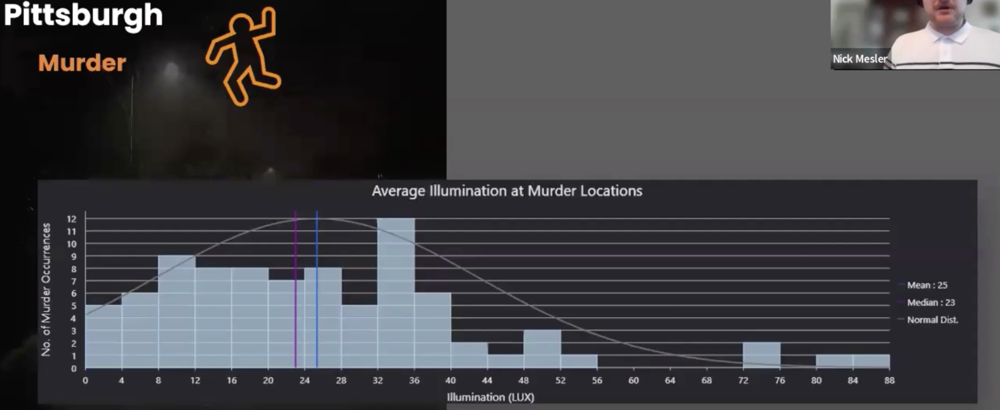 Pittsburgh
Murder
Nick Mesler
Average Illumination at Murder Locations
No. of Murder Occurrences
12
11
10
9
8
7
6
5
4
3
2
1
0
0 4 8 12 16 20 24 28 32 36 40 44 48 52 56 60 64 68 72 76 80 84 88
Illumination (LUX)
Mean : 25
Median : 23
Normal Dist.